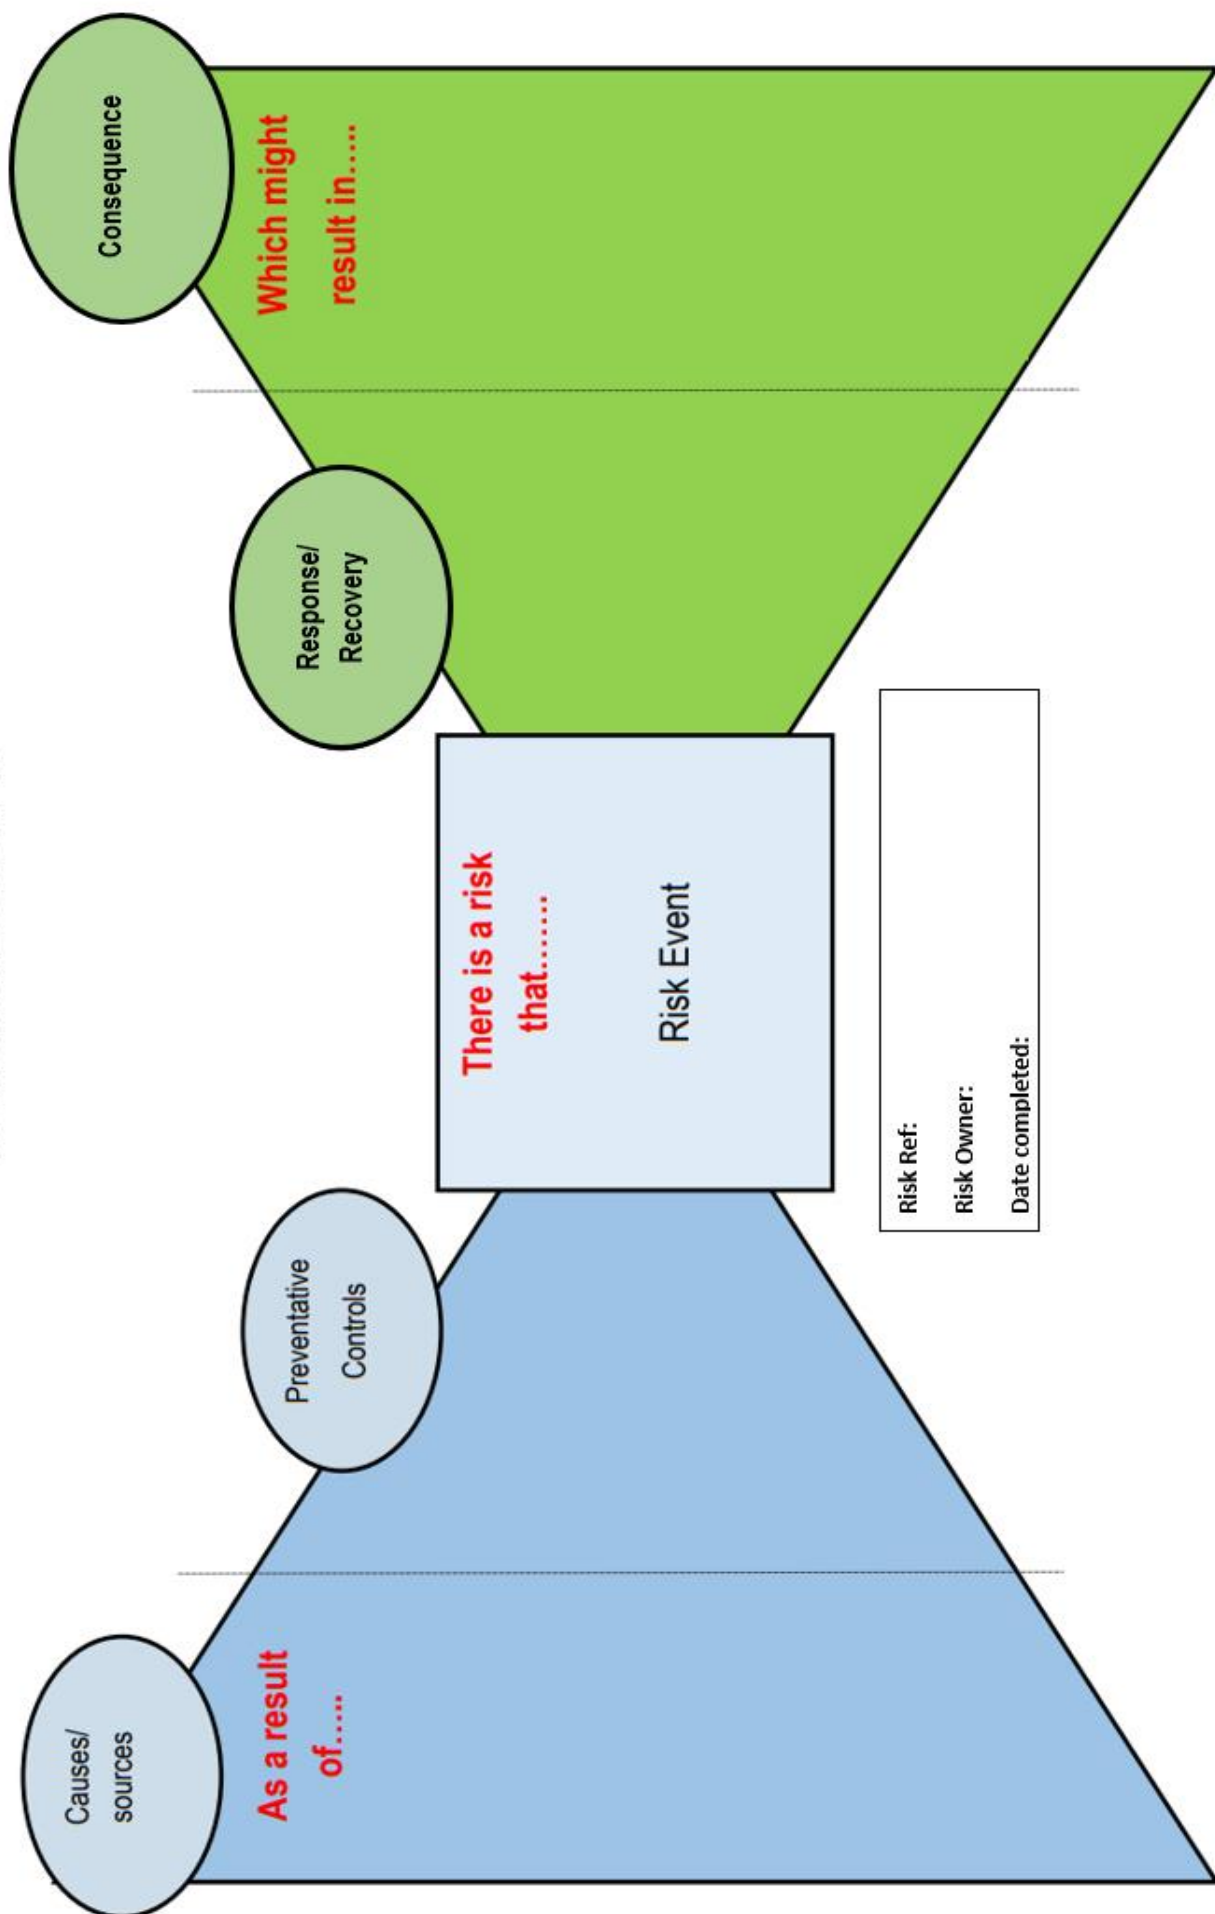 Causes/
sources
As a result
of.....
Preventative
Controls
There is a risk
that.......
Risk Event
Response/
Recovery
Consequence
Which might
result in.....
Risk Ref:
Risk Owner:
Date completed: